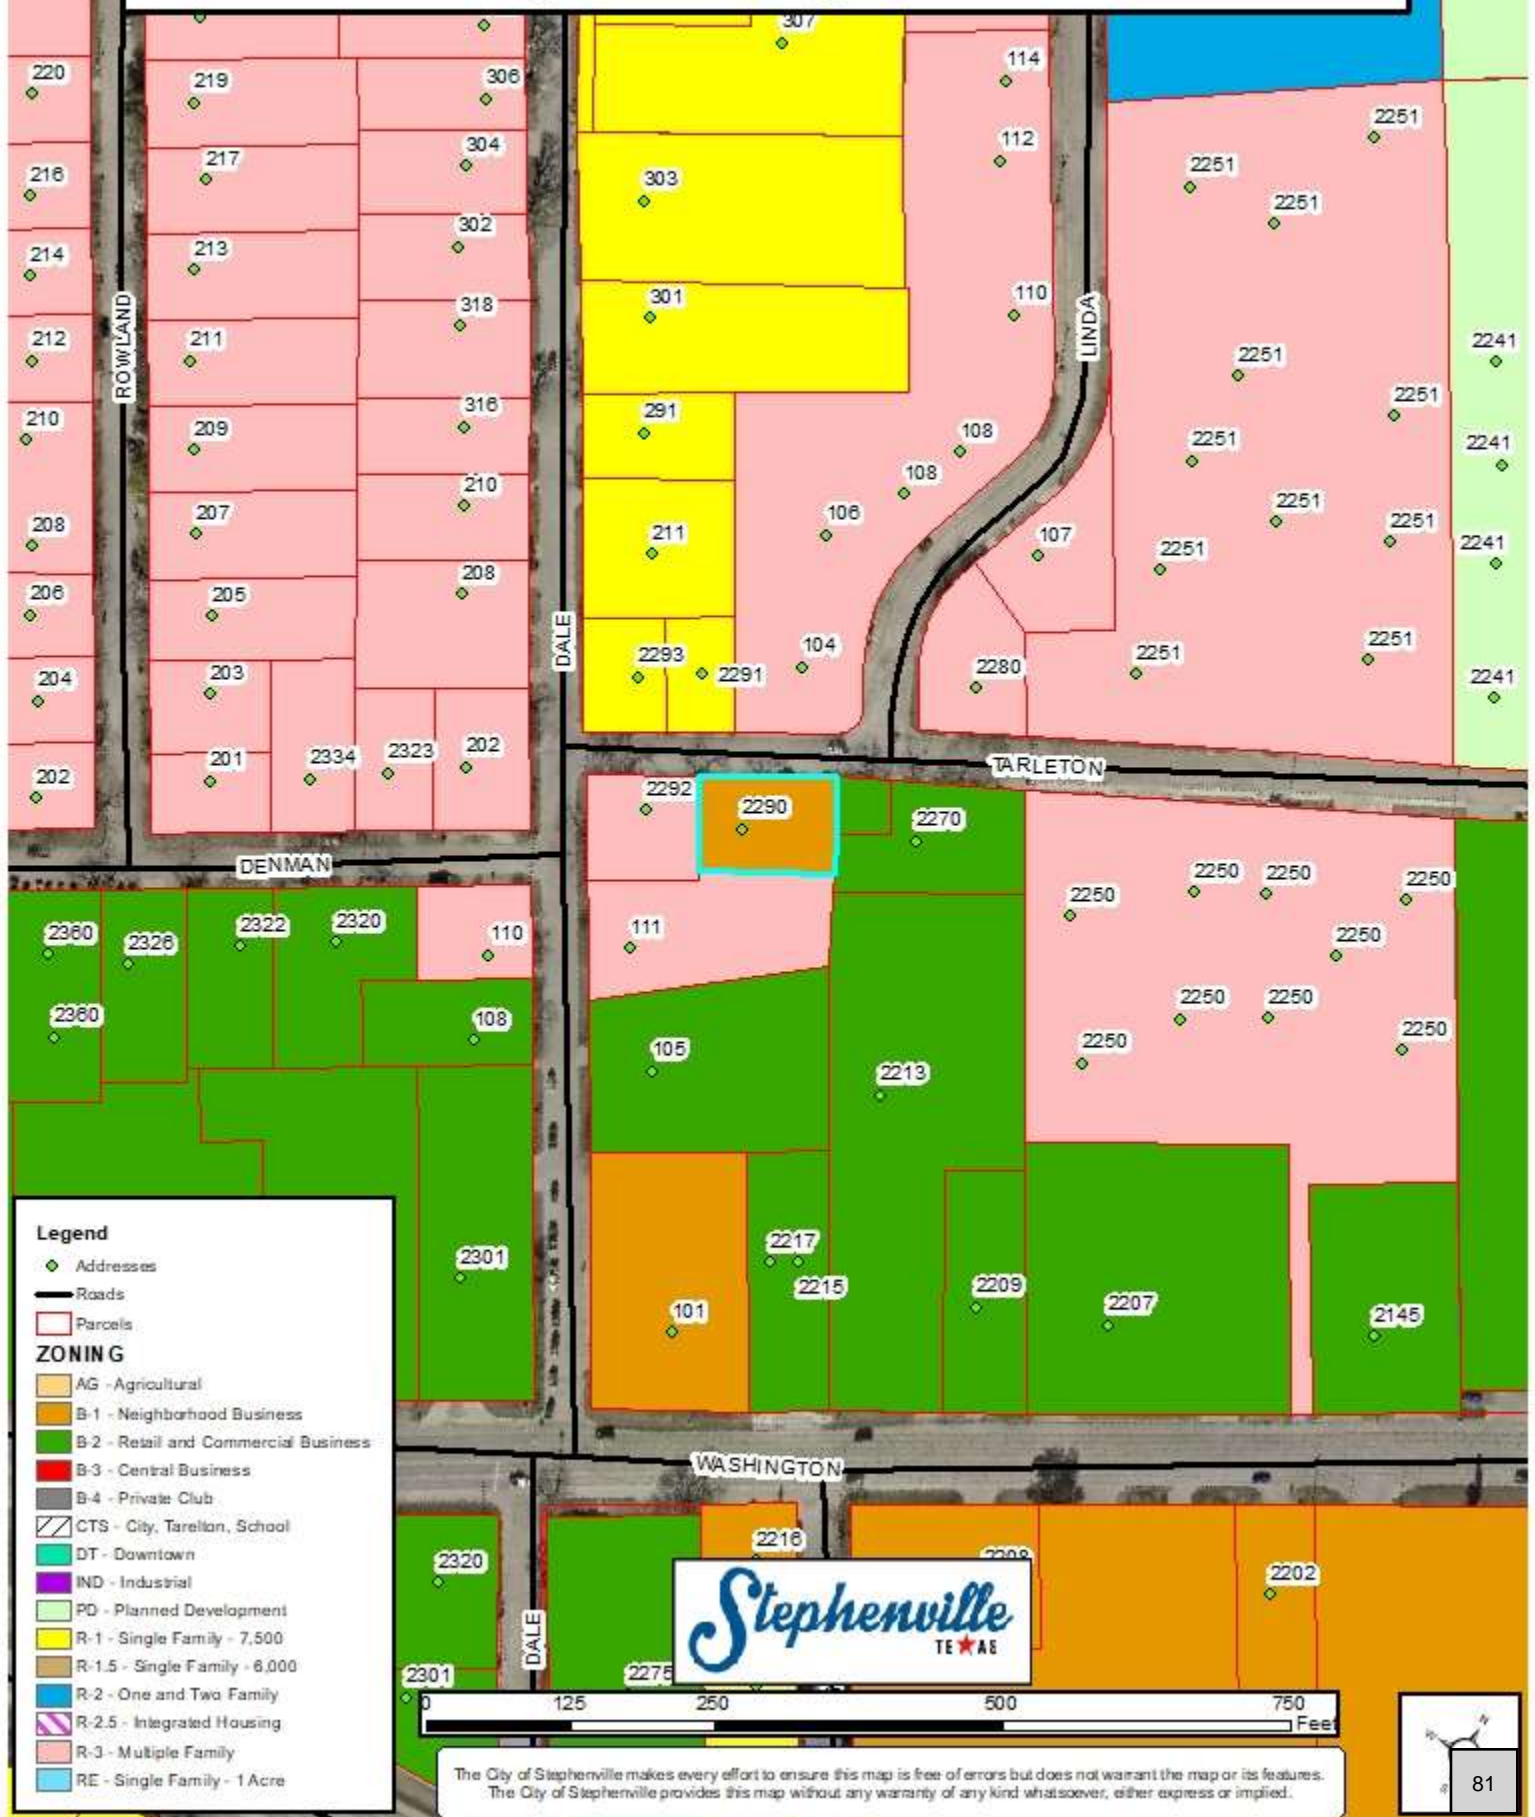 307
220
219
306
114
2251
217
304
112
2251
216
303
2251
214
213
302
110
318
301
LINDA
ROWLAND
212
211
2241
2251
316
291
2251
210
209
108
2251
2241
108
210
106
2251
208
207
211
107
2251
2251
2241
206
205
208
DALE
2293
2291
104
2280
2251
2251
2241
204
203
202
201
2334
2323
202
TARLETON
2292
2290
2270
DENMAN
2250
2250
2250
2250
2360
2326
2322
2320
110
111
2250
2360
108
105
2250
2250
2250
2250
2213
2301
2217
2215
2209
2207
2145
101
Legend
Addresses
Roads
Parcels
ZONING
AG - Agricultural
B-1 - Neighborhood Business
B-2 - Retail and Commercial Business
B-3 - Central Business
B-4 - Private Club
CTS - City, Tarelton, School
DT - Downtown
IND - Industrial
PD - Planned Development
R-1 - Single Family - 7,500
R-1.5 - Single Family - 6,000
R-2 - One and Two Family
R-2.5 - Integrated Housing
R-3 - Multiple Family
RE - Single Family - 1 Acre
WASHINGTON
2320
2216
2208
2202
DALE
Stephenville
TEXAS
2301
2275
0 125 250 500 750
Feet
The City of Stephenville makes every effort to ensure this map is free of errors but does not warrant the map or its features.
The City of Stephenville provides this map without any warranty of any kind whatsoever, either express or implied.
N
81